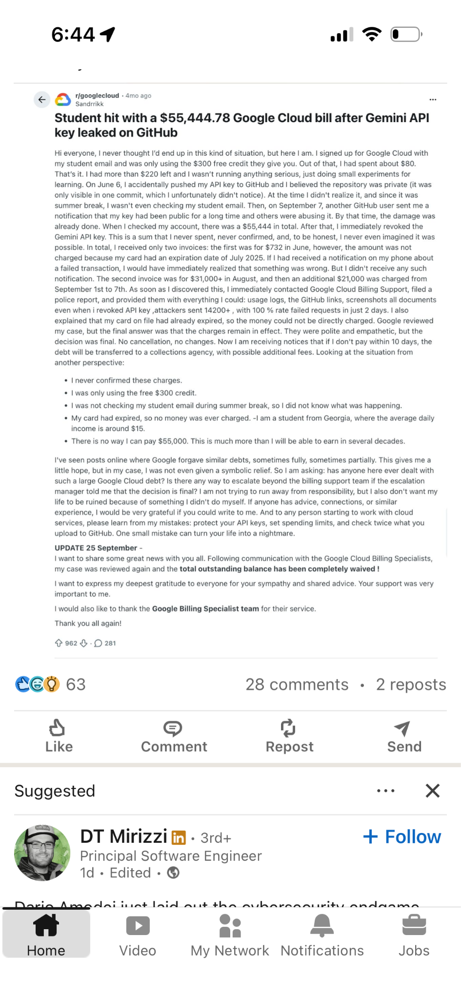 6:44
r/googlecloud · 4mo ago
Sandrrikk
Student hit with a $55,444.78 Google Cloud bill after Gemini API
key leaked on GitHub
Hi everyone, I never thought I'd end up in this kind of situation, but here I am. I signed up for Google Cloud with
my student email and was only using the $300 free credit they give you. Out of that, I had spent about $80.
That's it. I had more than $220 left and I wasn't running anything serious, just doing small experiments for
learning. On June 6, I accidentally pushed my API key to GitHub and I believed the repository was private (it was
only visible in one commit, which I unfortunately didn't notice). At the time I didn't realize it, and since it was
summer break, I wasn't even checking my student email. Then, on September 7, another GitHub user sent me a
notification that my key had been public for a long time and others were abusing it. By that time, the damage was
already done. When I checked my account, there was a $55,444 in total. After that, I immediately revoked the
Gemini API key. This is a sum that I never spent, never confirmed, and, to be honest, I never even imagined it was
possible. In total, I received only two invoices: the first was for $732 in June, however, the amount was not
charged because my card had an expiration date of July 2025. If I had received a notification on my phone about
a failed transaction, I would have immediately realized that something was wrong. But I didn't receive any such
notification. The second invoice was for $31,000+ in August, and then an additional $21,000 was charged from
September 1st to 7th. As soon as I discovered this, I immediately contacted Google Cloud Billing Support, filed a
police report, and provided them with everything I could: usage logs, the GitHub links, screenshots all documents
even when i revoked API key ,attackers sent 14200+ , with 100 % rate failed requests in just 2 days. I also
explained that my card on file had already expired, so the money could not be directly charged. Google reviewed
my case, but the final answer was that the charges remain in effect. They were polite and empathetic, but the
decision was final. No cancellation, no changes. Now I am receiving notices that if I don't pay within 10 days, the
debt will be transferred to a collections agency, with possible additional fees. Looking at the situation from
another perspective:
• I never confirmed these charges.
• I was only using the free $300 credit.
• I was not checking my student email during summer break, so I did not know what was happening.
• My card had expired, so no money was ever charged. -I am a student from Georgia, where the average daily
income is around $15.
• There is no way I can pay $55,000. This is much more than I will be able to earn in several decades.
I've seen posts online where Google forgave similar debts, sometimes fully, sometimes partially. This gives me a
little hope, but in my case, I was not even given a symbolic relief. So I am asking: has anyone here ever dealt with
such a large Google Cloud debt? Is there any way to escalate beyond the billing support team if the escalation
manager told me that the decision is final? I am not trying to run away from responsibility, but I also don't want my
life to be ruined because of something I didn't do myself. If anyone has advice, connections, or similar
experience, I would be very grateful if you could write to me. And to any person starting to work with cloud
services, please learn from my mistakes: protect your API keys, set spending limits, and check twice what you
upload to GitHub. One small mistake can turn your life into a nightmare.
UPDATE 25 September -
I want to share some great news with you all. Following communication with the Google Cloud Billing Specialists,
my case was reviewed again and the total outstanding balance has been completely waived !
I want to express my deepest gratitude to everyone for your sympathy and shared advice. Your support was very
important to me.
I would also like to thank the Google Billing Specialist team for their service.
Thank you all again!
962 · 281
63
28 comments • 2 reposts
Like Comment Repost Send
Suggested
DT Mirizzi in • 3rd+
+ Follow
Principal Software Engineer
1d • Edited •
Dario Amodei just laid out the cybersecurity endgame
Home Video My Network Notifications Jobs